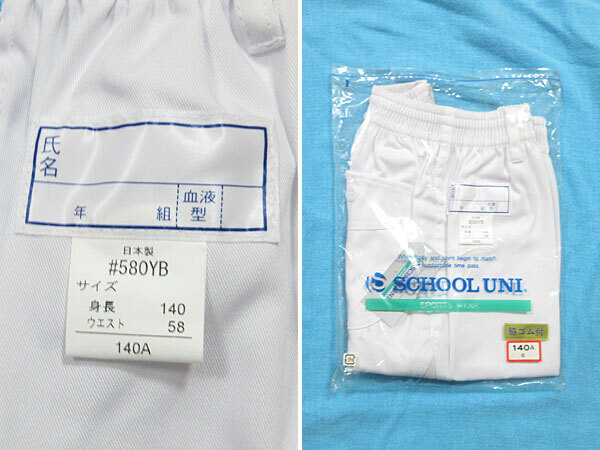 氏名
年 組 血液型
日本製
#580YB
サイズ
身長 140
ウエスト 58
140A
SCHOOL UNI
SPORTS WEAR
脇ゴム付
140A
6